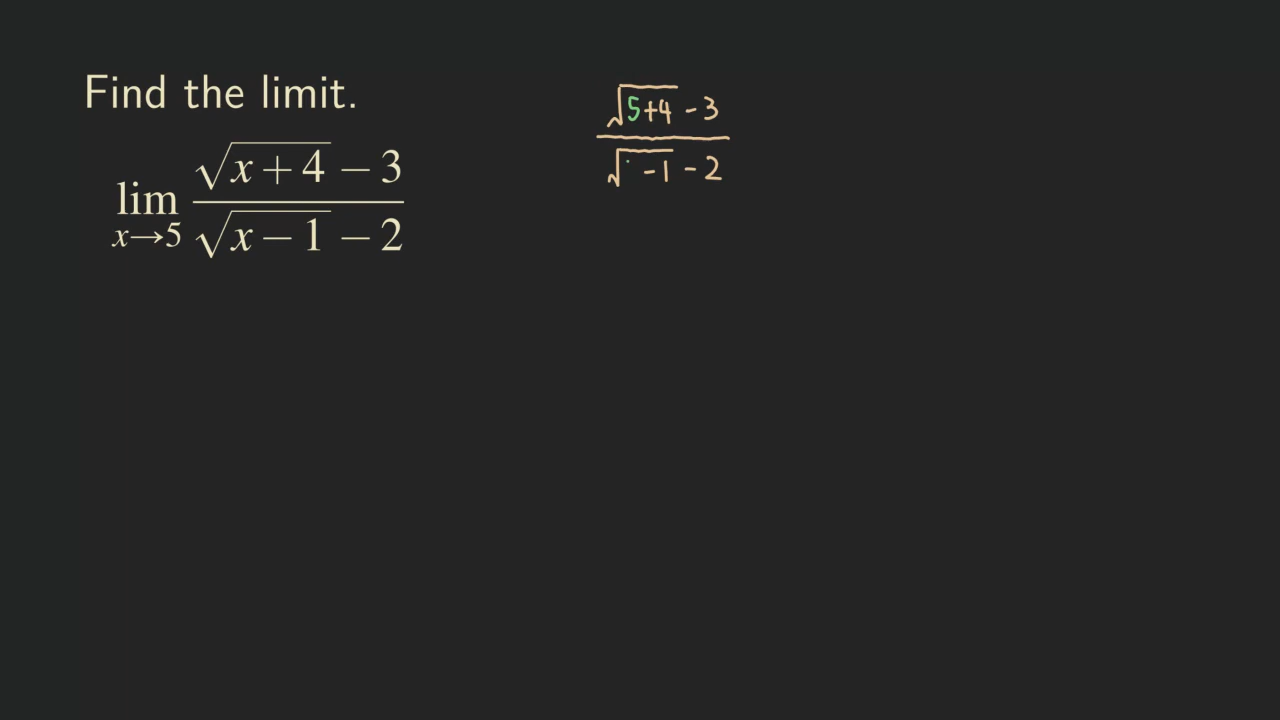 Find the limit.
lim x→5 (√(x+4) − 3)/(√(x−1) − 2)
√(5+4) - 3
√( -1) - 2